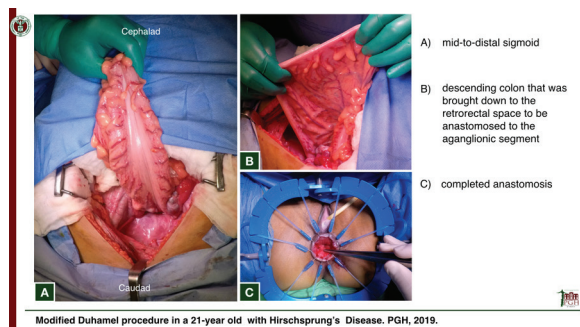 Cephalad
Caudad
A
B
C
A) mid-to-distal sigmoid
B) descending colon that was
brought down to the
retrorectal space to be
anastomosed to the
aganglionic segment
C) completed anastomosis
PGH
Modified Duhamel procedure in a 21-year old with Hirschsprung's Disease. PGH, 2019.